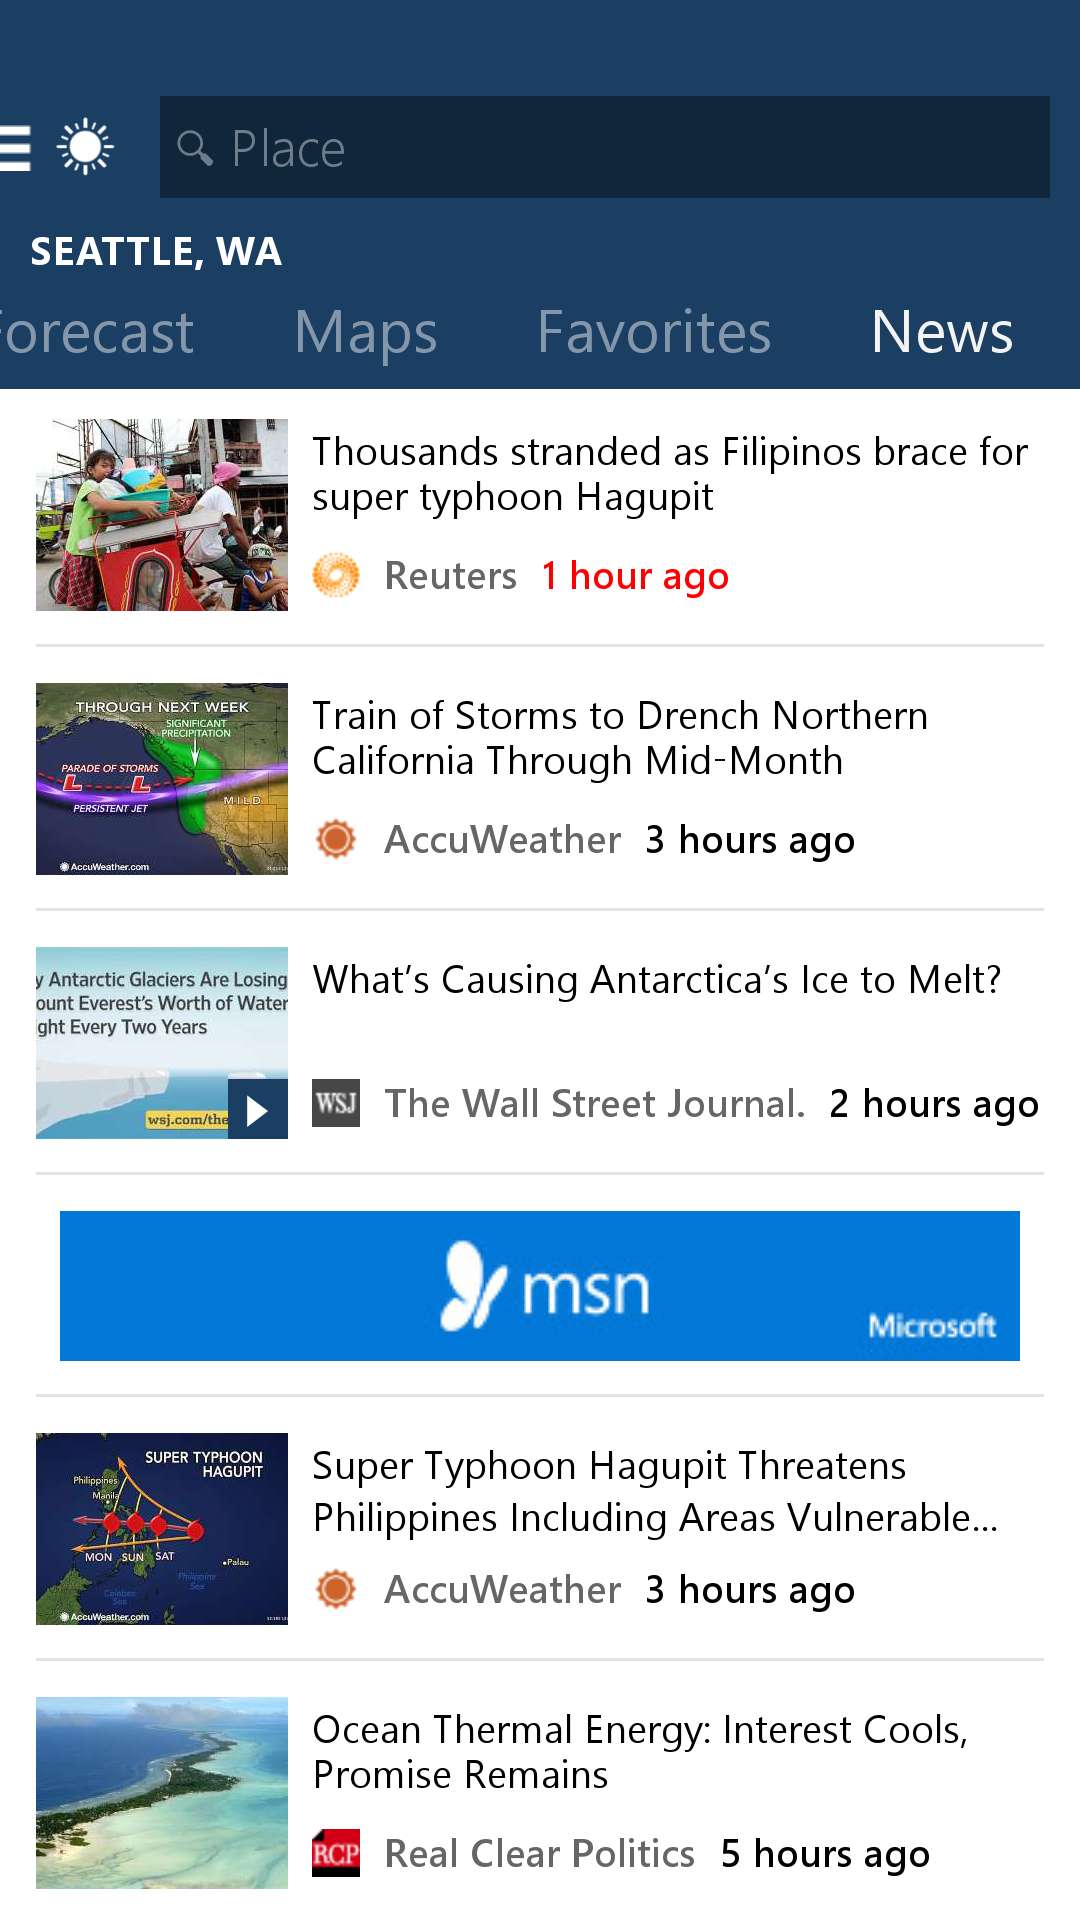 Place
SEATTLE, WA
Forecast Maps Favorites News
Thousands stranded as Filipinos brace for
super typhoon Hagupit
Reuters 1 hour ago
THROUGH NEXT WEEK
SIGNIFICANT
PRECIPITATION
PARADE OF STORMS
L L
MILD
PERSISTENT JET
AccuWeather.com
Train of Storms to Drench Northern
California Through Mid-Month
AccuWeather 3 hours ago
y Antarctic Glaciers Are Losing
ount Everest's Worth of Water
ght Every Two Years
wsj.com/the
What's Causing Antarctica's Ice to Melt?
WSJ The Wall Street Journal. 2 hours ago
msn
Microsoft
SUPER TYPHOON
HAGUPIT
Philippines
Manila
MON SUN SAT
Palau
Philippine
Sea
Celebes
Sea
AccuWeather.com
Super Typhoon Hagupit Threatens
Philippines Including Areas Vulnerable...
AccuWeather 3 hours ago
Ocean Thermal Energy: Interest Cools,
Promise Remains
RCP Real Clear Politics 5 hours ago